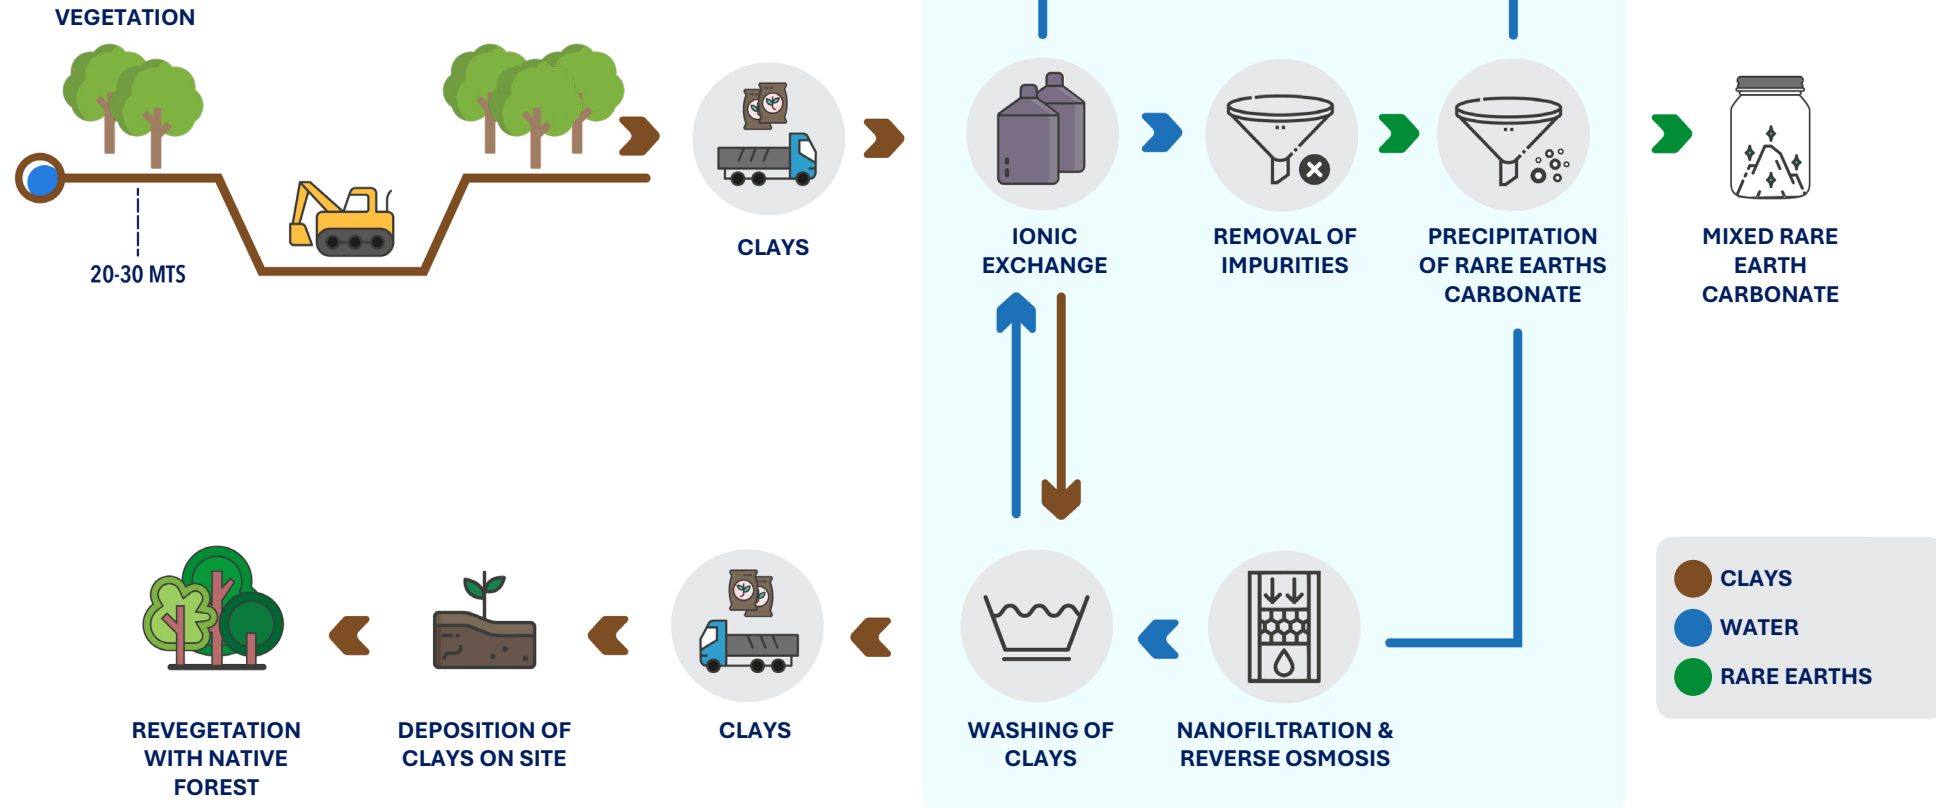 VEGETATION
20-30 MTS
CLAYS
IONIC
EXCHANGE
REMOVAL OF
IMPURITIES
PRECIPITATION
OF RARE EARTHS
CARBONATE
MIXED RARE
EARTH
CARBONATE
REVEGETATION
WITH NATIVE
FOREST
DEPOSITION OF
CLAYS ON SITE
CLAYS
WASHING OF
CLAYS
NANOFILTRATION &
REVERSE OSMOSIS
CLAYS
WATER
RARE EARTHS